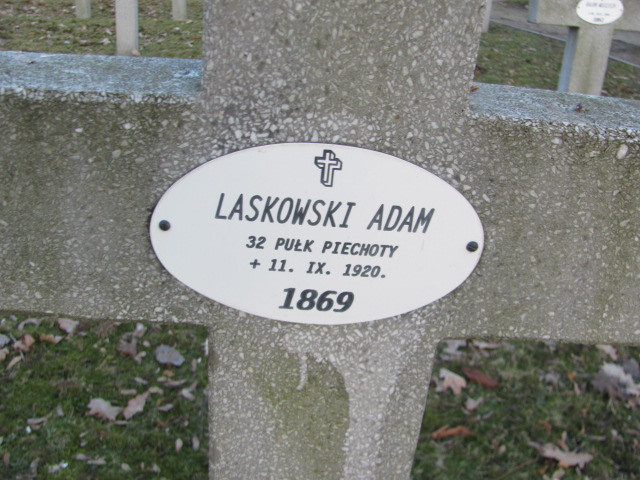 LASKOWSKI ADAM
32 PUŁK PIECHOTY
+ 11. IX. 1920.
1869